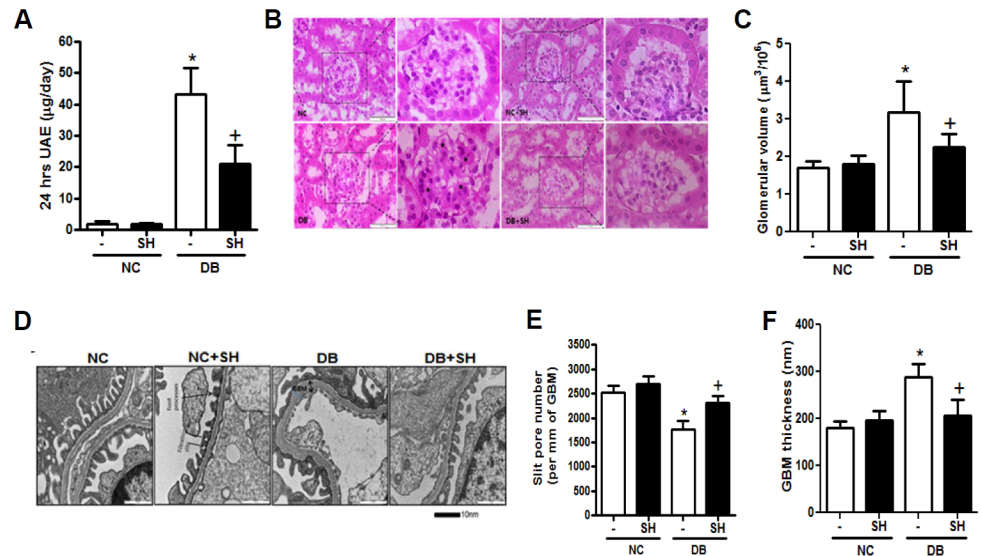 A
24 hrs UAE (µg/day)
60
50
40
30
20
10
0
*
+
-
SH
-
SH
NC
DB
B
NC
NC+SH
DB
DB+SH
C
Glomerular volume (µm³/10⁶)
5
4
3
2
1
0
*
+
-
SH
-
SH
NC
DB
D
NC
NC+SH
DB
DB+SH
foot
processes
GBM
10nm
E
Slit pore number
(per mm of GBM)
3500
3000
2500
2000
1500
1000
500
0
*
+
-
SH
-
SH
NC
DB
F
GBM thickness (nm)
400
300
200
100
0
*
+
-
SH
-
SH
NC
DB